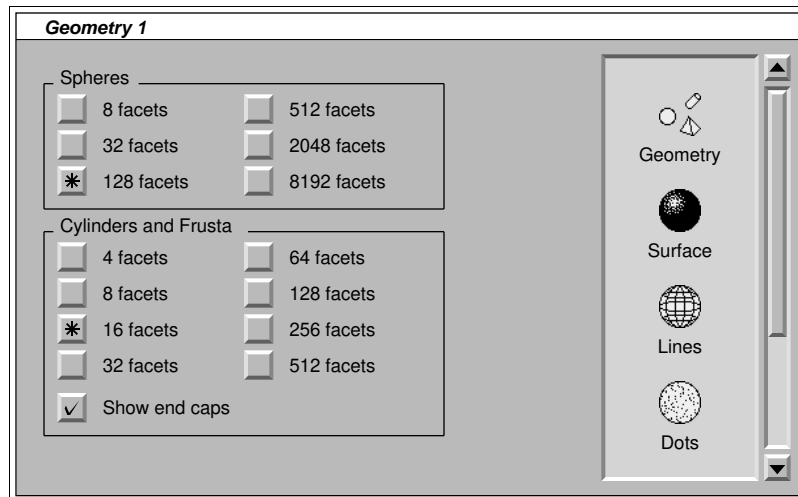 Geometry 1
Spheres
8 facets
512 facets
32 facets
2048 facets
128 facets
8192 facets
Cylinders and Frusta
4 facets
64 facets
8 facets
128 facets
16 facets
256 facets
32 facets
512 facets
Show end caps
Geometry
Surface
Lines
Dots